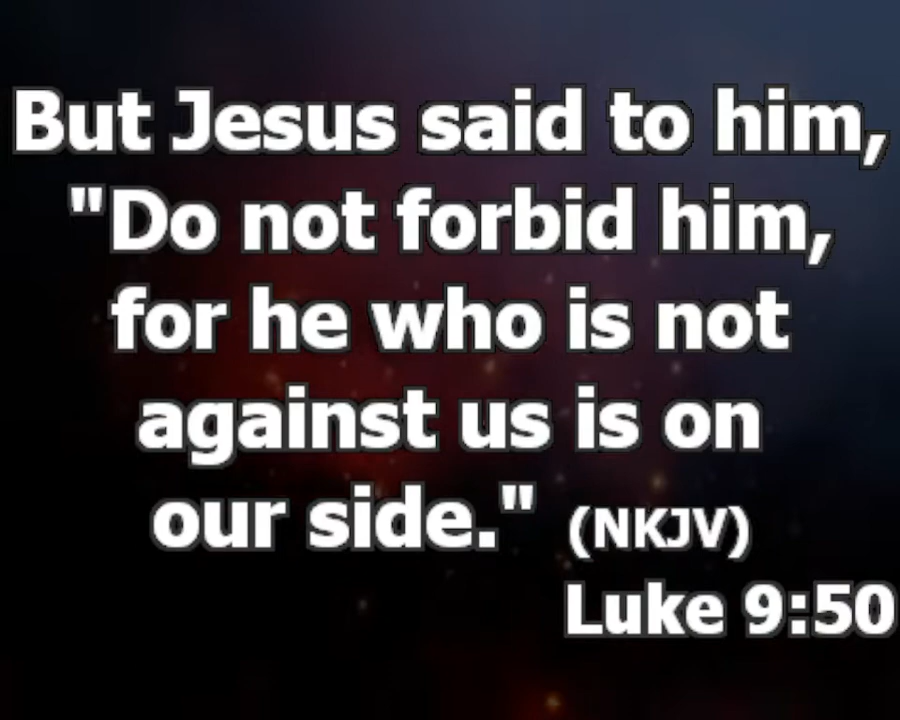 But Jesus said to him,
"Do not forbid him,
for he who is not
against us is on
our side." (NKJV)
Luke 9:50